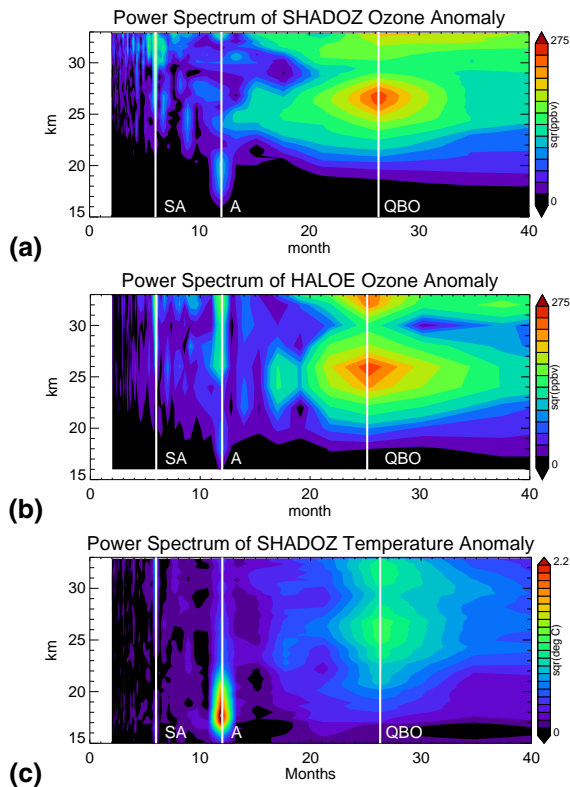 Power Spectrum of SHADOZ Ozone Anomaly
30
25
20
15
km
SA
A
QBO
0
10
20
30
40
month
275
sqr(ppbv)
0
(a)
Power Spectrum of HALOE Ozone Anomaly
30
25
20
15
km
SA
A
QBO
0
10
20
30
40
month
275
sqr(ppbv)
0
(b)
Power Spectrum of SHADOZ Temperature Anomaly
30
25
20
15
km
SA
A
QBO
0
10
20
30
40
Months
2.2
sqr(deg C)
0
(c)